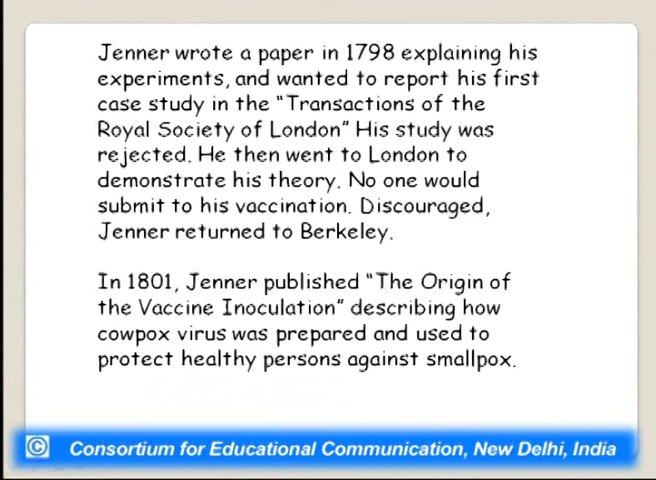 Jenner wrote a paper in 1798 explaining his
experiments, and wanted to report his first
case study in the “Transactions of the
Royal Society of London” His study was
rejected. He then went to London to
demonstrate his theory. No one would
submit to his vaccination. Discouraged,
Jenner returned to Berkeley.
In 1801, Jenner published “The Origin of
the Vaccine Inoculation” describing how
cowpox virus was prepared and used to
protect healthy persons against smallpox.
© Consortium for Educational Communication, New Delhi, India